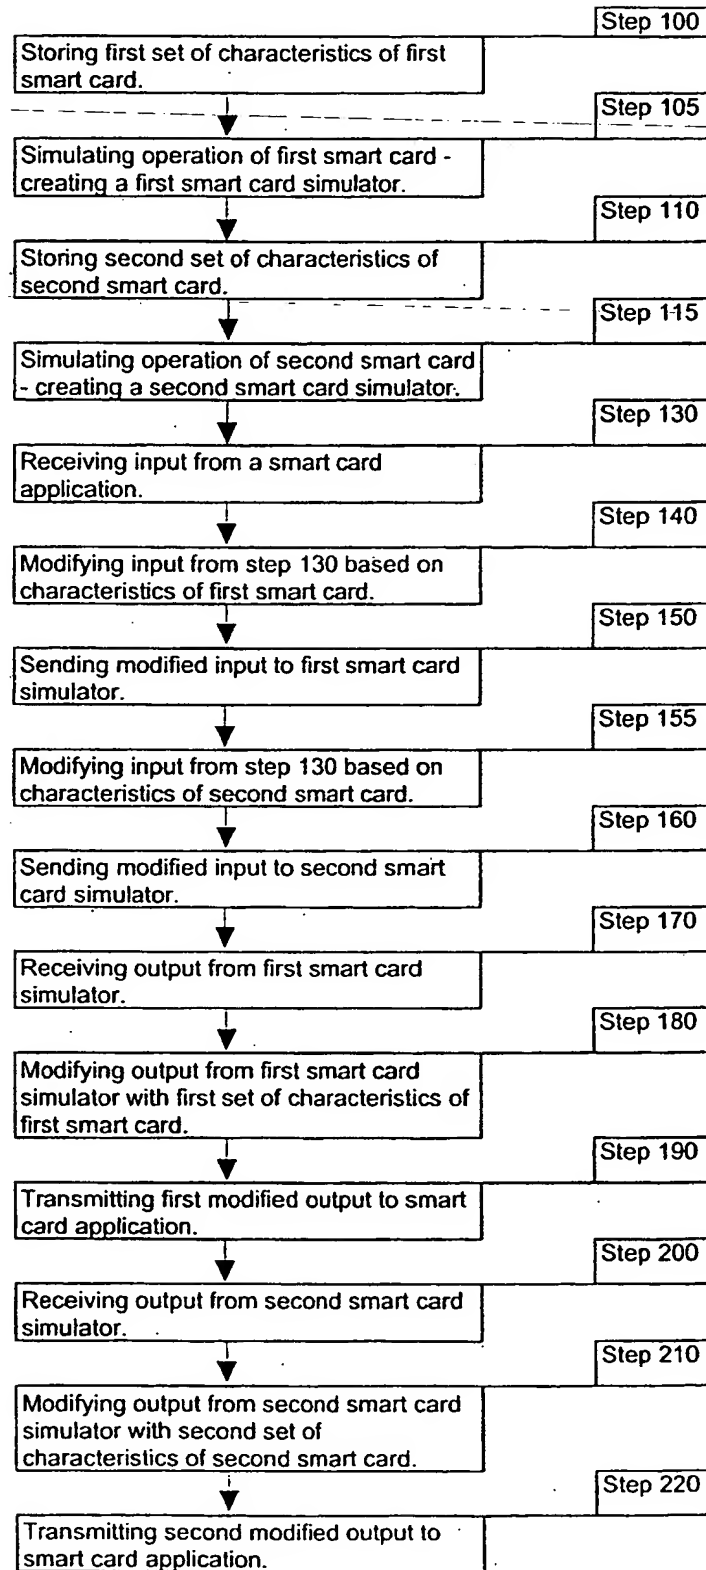 Step 100
Storing first set of characteristics of first
smart card.
Step 105
Simulating operation of first smart card -
creating a first smart card simulator.
Step 110
Storing second set of characteristics of
second smart card.
Step 115
Simulating operation of second smart card
- creating a second smart card simulator.
Step 130
Receiving input from a smart card
application.
Step 140
Modifying input from step 130 based on
characteristics of first smart card.
Step 150
Sending modified input to first smart card
simulator.
Step 155
Modifying input from step 130 based on
characteristics of second smart card.
Step 160
Sending modified input to second smart
card simulator.
Step 170
Receiving output from first smart card
simulator.
Step 180
Modifying output from first smart card
simulator with first set of characteristics of
first smart card.
Step 190
Transmitting first modified output to smart
card application.
Step 200
Receiving output from second smart card
simulator.
Step 210
Modifying output from second smart card
simulator with second set of
characteristics of second smart card.
Step 220
Transmitting second modified output to
smart card application.